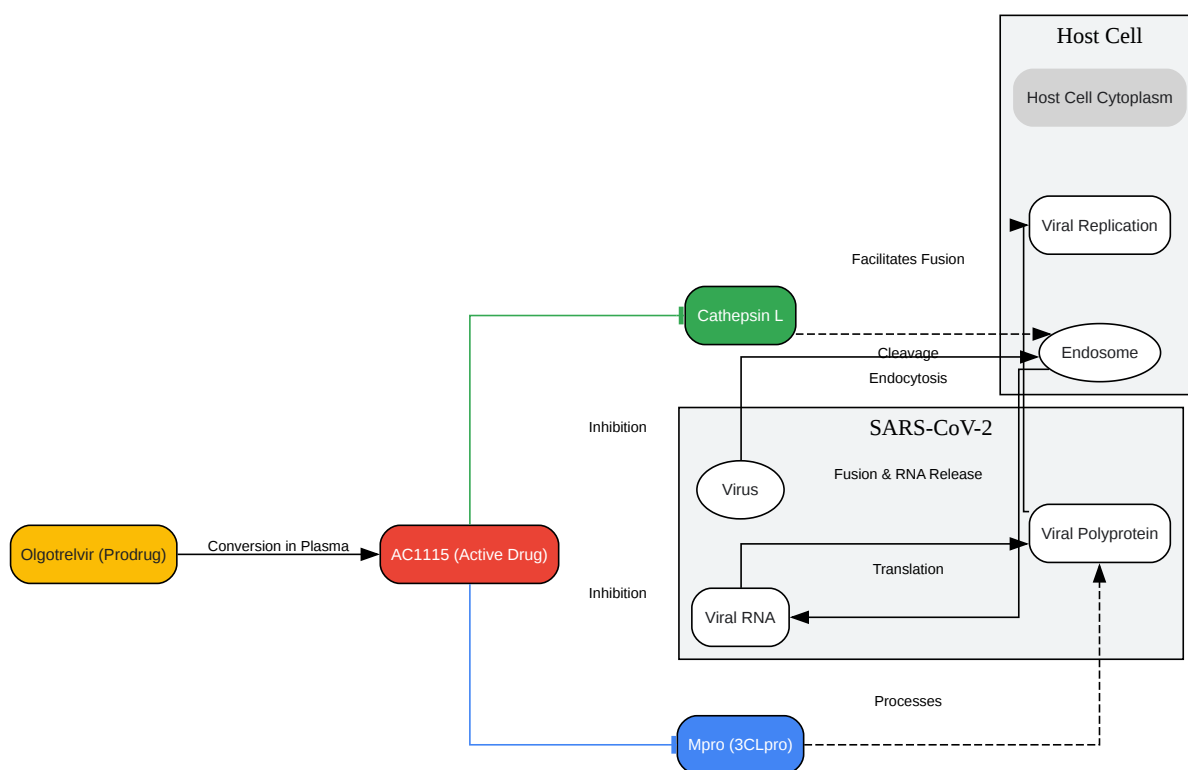 Host Cell
Host Cell Cytoplasm
Viral Replication
Facilitates Fusion
Cathepsin L
Cleavage
Endosome
Endocytosis
Inhibition
SARS-CoV-2
Fusion & RNA Release
Virus
Olgotrelvir (Prodrug)
Conversion in Plasma
AC1115 (Active Drug)
Viral Polyprotein
Translation
Inhibition
Viral RNA
Processes
Mpro (3CLpro)